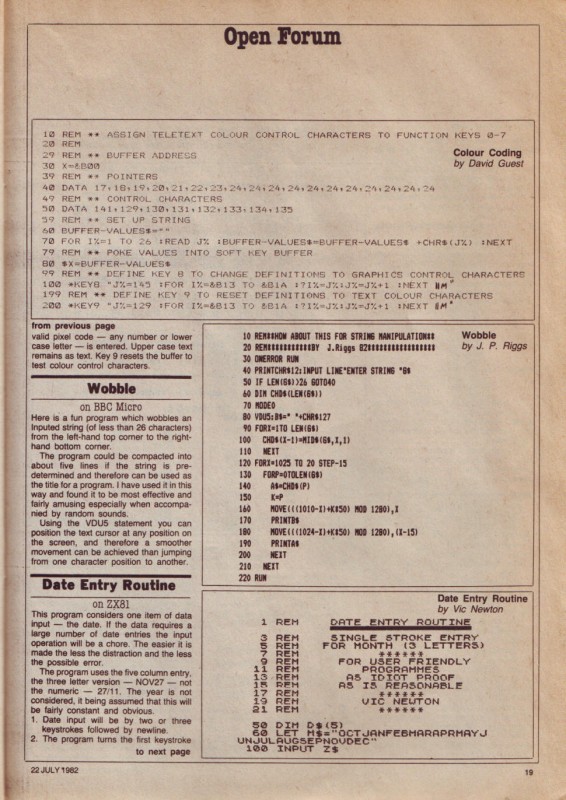 Open Forum
10 REM ** ASSIGN TELETEXT COLOUR CONTROL CHARACTERS TO FUNCTION KEYS 0-7
20 REM
29 REM ** BUFFER ADDRESS
30 X=&B00
39 REM ** POINTERS
40 DATA 17,18,19,20,21,22,23,24,24,24,24,24,24,24,24,24,24,24
49 REM ** CONTROL CHARACTERS
50 DATA 141,129,130,131,132,133,134,135
59 REM ** SET UP STRING
60 BUFFER-VALUES$=""
70 FOR I%=1 TO 26 :READ J% :BUFFER-VALUES$=BUFFER-VALUES$ +CHR$(J%) :NEXT
79 REM ** POKE VALUES INTO SOFT KEY BUFFER
80 $X=BUFFER-VALUES$
99 REM ** DEFINE KEY 8 TO CHANGE DEFINITIONS TO GRAPHICS CONTROL CHARACTERS
100 *KEY8 "J%=145 :FOR I%=&B13 TO &B1A :?I%=J%:J%=J%+1 :NEXT ||M"
199 REM ** DEFINE KEY 9 TO RESET DEFINITIONS TO TEXT COLOUR CHARACTERS
200 *KEY9 "J%=129 :FOR I%=&B13 TO &B1A :?I%=J%:J%=J%+1 :NEXT ||M"
Colour Coding
by David Guest
from previous page
valid pixel code — any number or lower
case letter — is entered. Upper case text
remains as text. Key 9 resets the buffer to
test colour control characters.
Wobble
on BBC Micro
Here is a fun program which wobbles an
Inputed string (of less than 26 characters)
from the left-hand top corner to the right-
hand bottom corner.
The program could be compacted into
about five lines if the string is pre-
determined and therefore can be used as
the title for a program. I have used it in this
way and found it to be most effective and
fairly amusing especially when accompa-
nied by random sounds.
Using the VDU5 statement you can
position the text cursor at any position on
the screen, and therefore a smoother
movement can be achieved than jumping
from one character position to another.
Date Entry Routine
on ZX81
This program considers one item of data
input — the date. If the data requires a
large number of date entries the input
operation will be a chore. The easier it is
made the less the distraction and the less
the possible error.
The program uses the five column entry,
the three letter version — NOV27 — not
the numeric — 27/11. The year is not
considered, it being assumed that this will
be fairly constant and obvious.
1. Date input will be by two or three
keystrokes followed by newline.
2. The program turns the first keystroke
to next page
Wobble
by J. P. Riggs
10 REM**HOW ABOUT THIS FOR STRING MANIPULATION**
20 REM**********BY J.Riggs 82*****************
30 ONERROR RUN
40 PRINTCHR$12:INPUT LINE"ENTER STRING "G$
50 IF LEN(G$)>26 GOTO40
60 DIM CHD$(LEN(G$))
70 MODE0
80 VDU5:B$=" "+CHR$127
90 FORX=1TO LEN(G$)
100 CHD$(X-1)=MID$(G$,X,1)
110 NEXT
120 FORX=1025 TO 20 STEP-15
130 FORP=0TOLEN(G$)
140 A$=CHD$(P)
150 K=P
160 MOVE(((1010-X)+K*50) MOD 1280),X
170 PRINTB$
180 MOVE(((1024-X)+K*50) MOD 1280),(X-15)
190 PRINTA$
200 NEXT
210 NEXT
220 RUN
Date Entry Routine
by Vic Newton
1 REM DATE ENTRY ROUTINE
3 REM SINGLE STROKE ENTRY
5 REM FOR MONTH (3 LETTERS)
7 REM ******
9 REM FOR USER FRIENDLY
11 REM PROGRAMMES
13 REM AS IDIOT PROOF
15 REM AS IS REASONABLE
17 REM ******
19 REM VIC NEWTON
21 REM ******
50 DIM D$(5)
60 LET M$="OCTJANFEBMARAPRMAYJ
UNJULAUGSEPNOVDEC"
100 INPUT Z$
22 JULY 1982
19